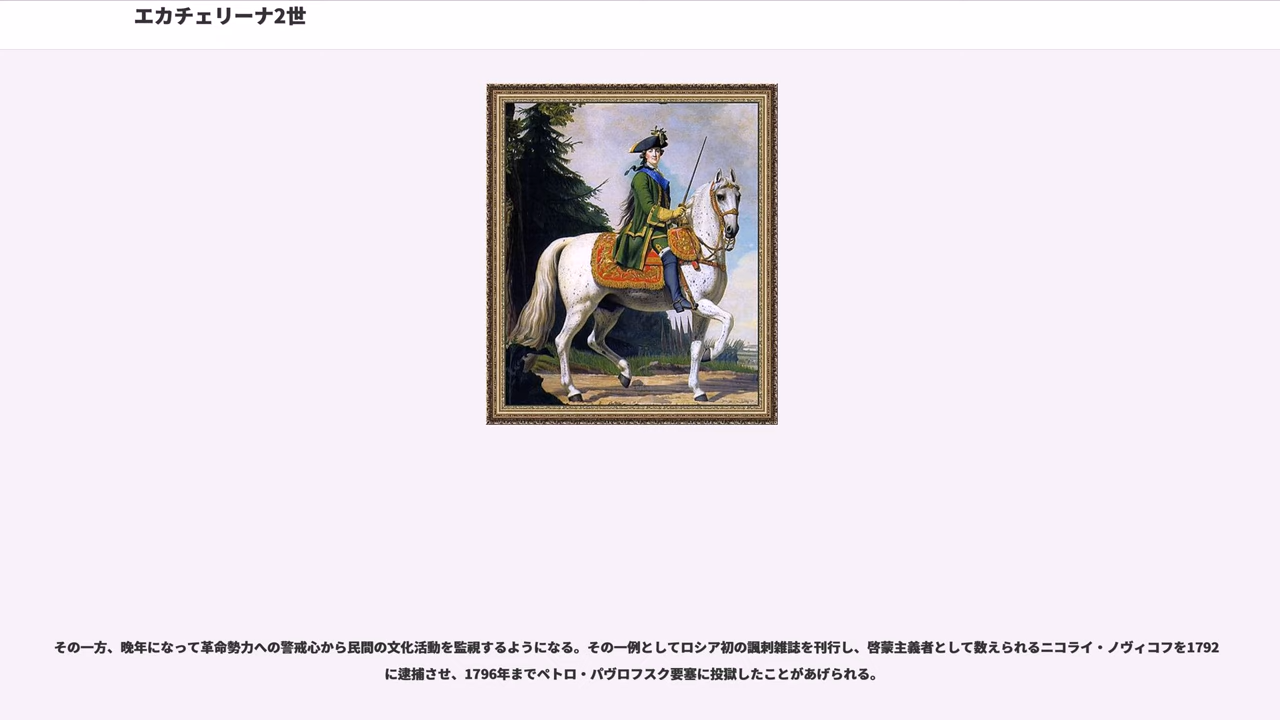 エカチェリーナ2世
その一方、晩年になって革命勢力への警戒心から民間の文化活動を監視するようになる。その一例としてロシア初の諷刺雑誌を刊行し、啓蒙主義者として数えられるニコライ・ノヴィコフを1792
に逮捕させ、1796年までペトロ・パヴロフスク要塞に投獄したことがあげられる。